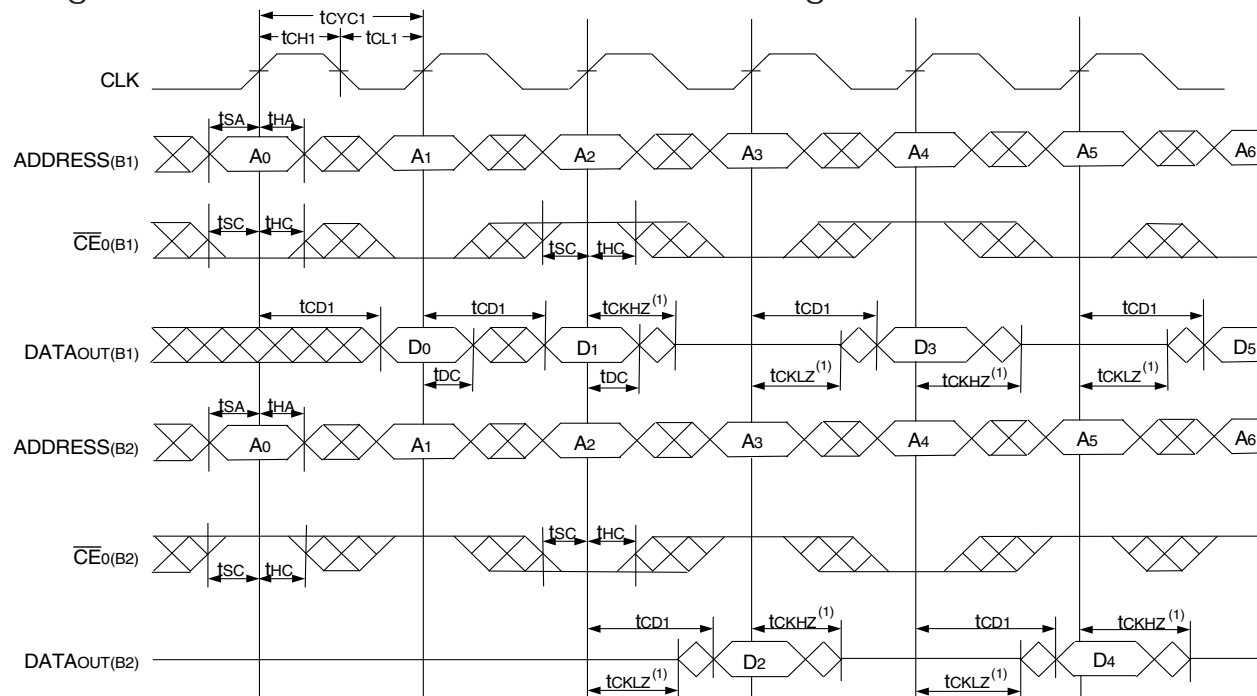 tCYC1
tCH1 tCL1
CLK
tSA tHA
ADDRESS(B1) A0 A1 A2 A3 A4 A5 A6
tSC tHC tSC tHC
CE0(B1)
tCD1 tCD1 tCKHZ(1) tCD1 tCD1
DATAOUT(B1) D0 D1 D3 D5
tDC tDC tCKLZ(1) tCKHZ(1) tCKLZ(1)
tSA tHA
ADDRESS(B2) A0 A1 A2 A3 A4 A5 A6
tSC tHC
CE0(B2)
tSC tHC
tCD1 tCKHZ(1) tCD1 tCKHZ(1)
DATAOUT(B2) D2 D4
tCKLZ(1) tCKLZ(1)